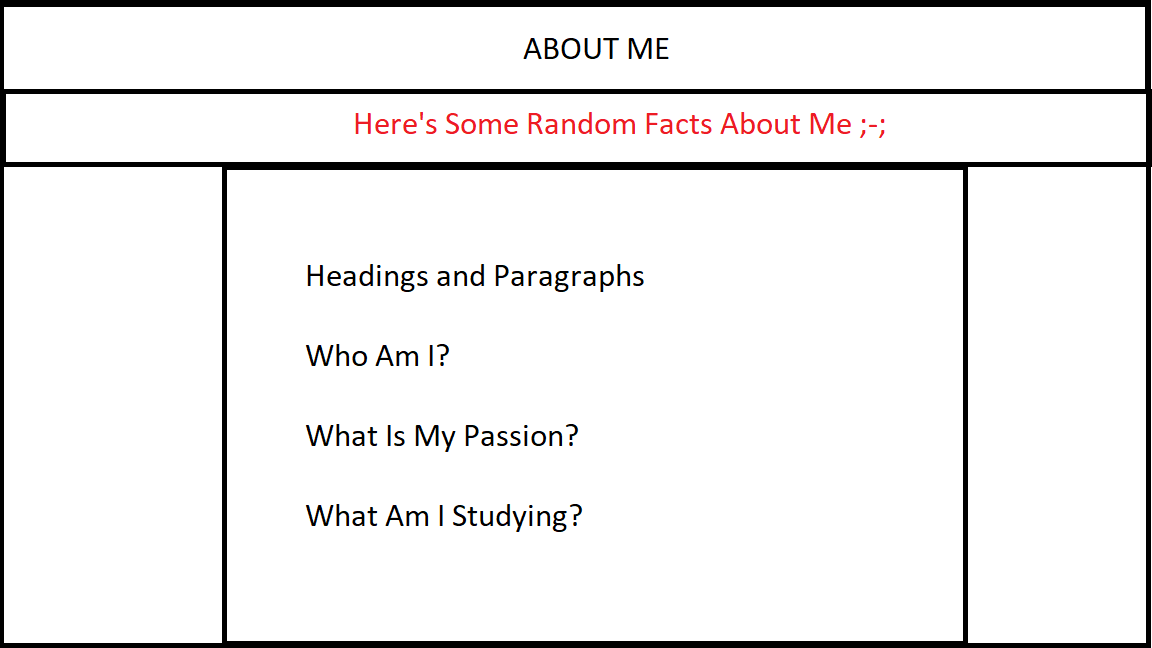 ABOUT ME
Here's Some Random Facts About Me ;-;
Headings and Paragraphs
Who Am I?
What Is My Passion?
What Am I Studying?